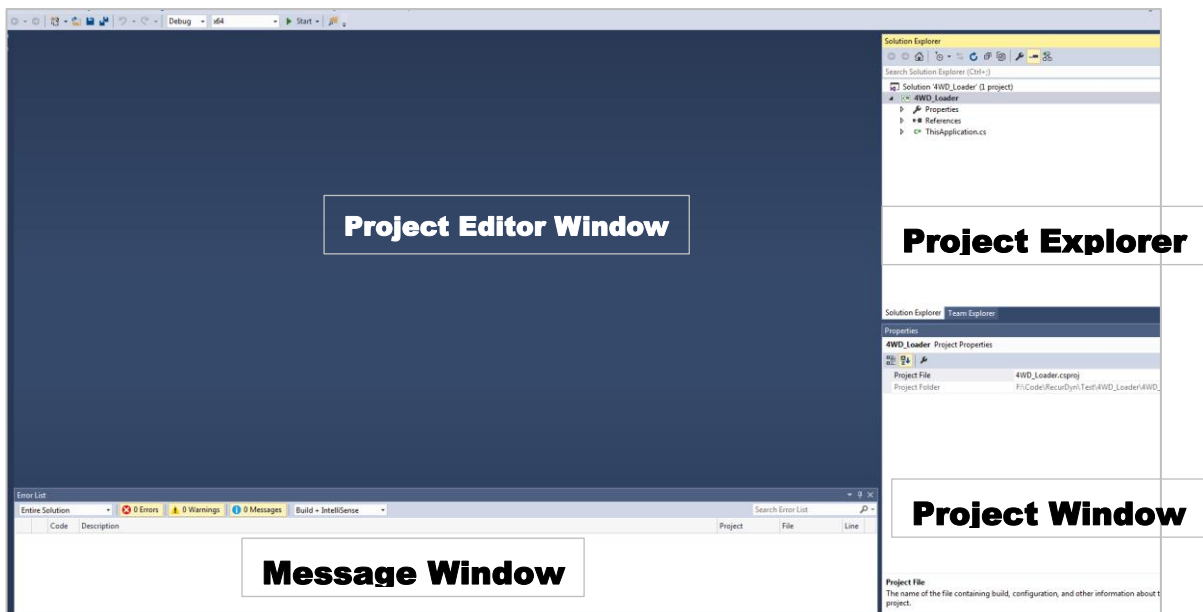 Debug x64 Start
Solution Explorer
Search Solution Explorer (Ctrl+;)
Solution '4WD_Loader' (1 project)
4WD_Loader
Properties
References
ThisApplication.cs
Project Editor Window
Project Explorer
Solution Explorer Team Explorer
Properties
4WD_Loader Project Properties
Project File 4WD_Loader.csproj
Project Folder F:\Code\RecurDyn\Test\4WD_Loader\4WD_
Project Window
Error List
Entire Solution 0 Errors 0 Warnings 0 Messages Build + IntelliSense Search Error List
Code Description Project File Line
Message Window
Project File
The name of the file containing build, configuration, and other information about t
project.